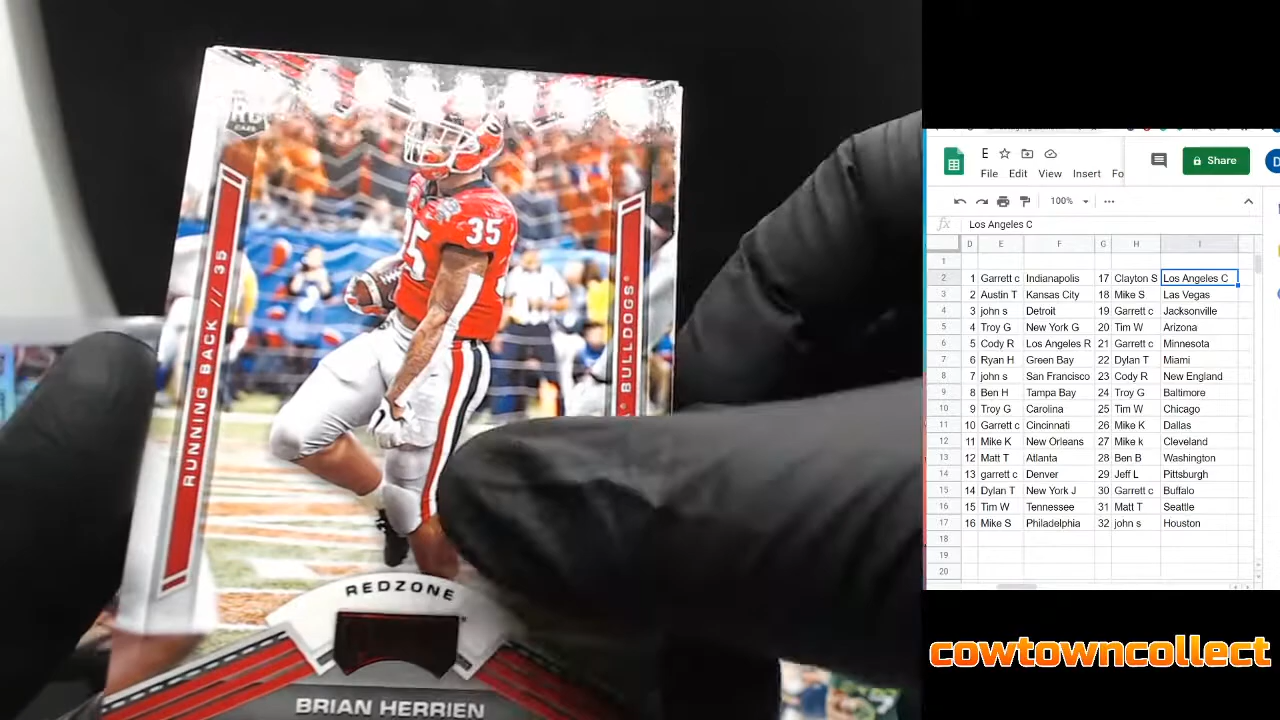 RC
CARD
35
35
RUNNING BACK // 35
BULLDOGS
REDZONE
BRIAN HERRIEN
E
Share
D
File Edit View Insert Fo
100%
fx Los Angeles C
D E F G H I
1
2 1 Garrett c Indianapolis 17 Clayton S Los Angeles C
3 2 Austin T Kansas City 18 Mike S Las Vegas
4 3 john s Detroit 19 Garrett c Jacksonville
5 4 Troy G New York G 20 Tim W Arizona
6 5 Cody R Los Angeles R 21 Garrett c Minnesota
7 6 Ryan H Green Bay 22 Dylan T Miami
8 7 john s San Francisco 23 Cody R New England
9 8 Ben H Tampa Bay 24 Troy G Baltimore
10 9 Troy G Carolina 25 Tim W Chicago
11 10 Garrett c Cincinnati 26 Mike K Dallas
12 11 Mike K New Orleans 27 Mike k Cleveland
13 12 Matt T Atlanta 28 Ben B Washington
14 13 garrett c Denver 29 Jeff L Pittsburgh
15 14 Dylan T New York J 30 Garrett c Buffalo
16 15 Tim W Tennessee 31 Matt T Seattle
17 16 Mike S Philadelphia 32 john s Houston
18
19
20
cowtowncollect